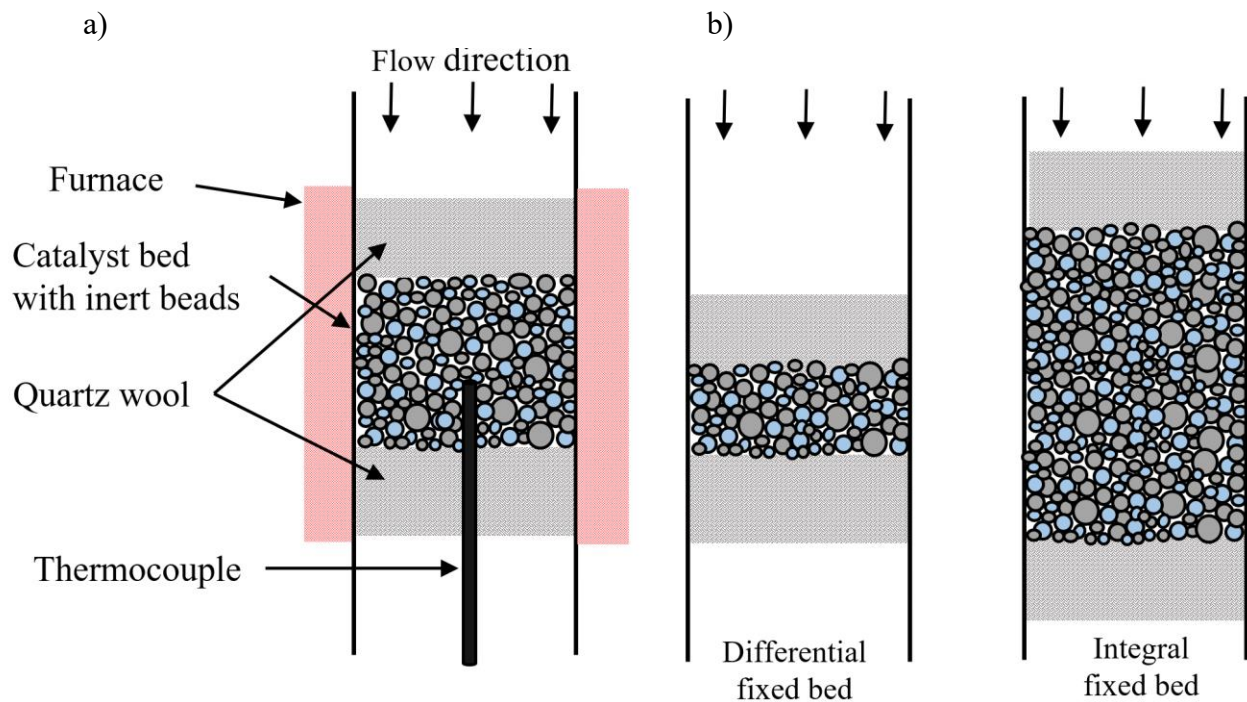 a)
b)
Flow direction
Furnace
Catalyst bed
with inert beads
Quartz wool
Thermocouple
Differential
fixed bed
Integral
fixed bed